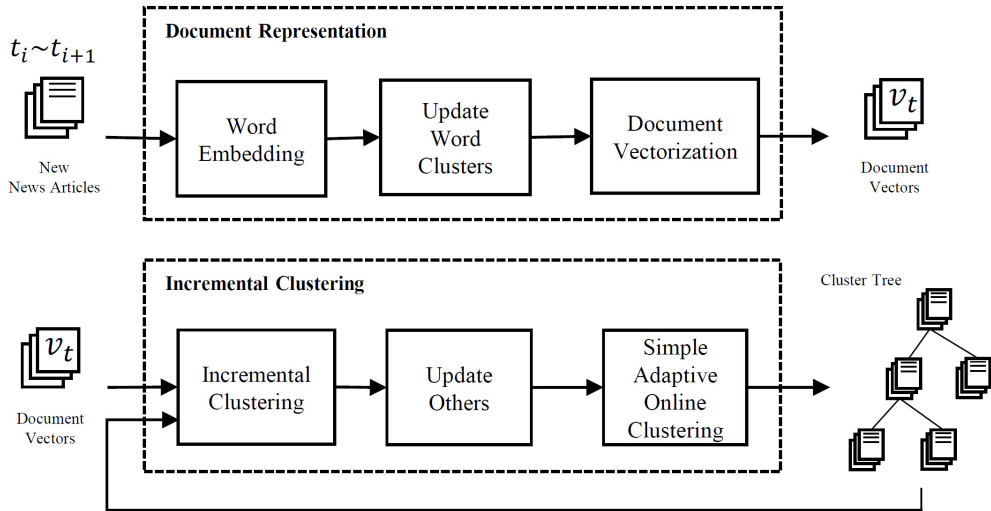 Document Representation
t_i~t_{i+1}
New
News Articles
Word
Embedding
Update
Word
Clusters
Document
Vectorization
v_t
Document
Vectors
Incremental Clustering
Cluster Tree
v_t
Document
Vectors
Incremental
Clustering
Update
Others
Simple
Adaptive
Online
Clustering